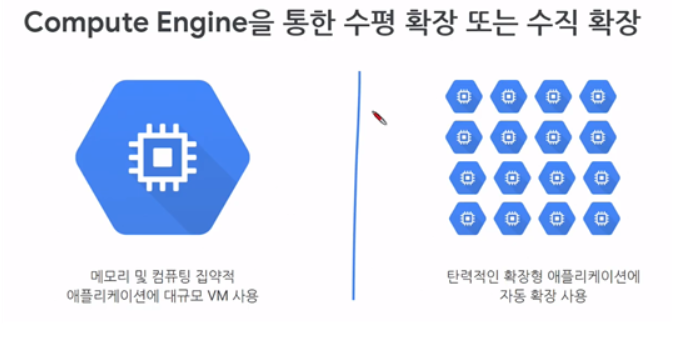 Compute Engine을 통한 수평 확장 또는 수직 확장
메모리 및 컴퓨팅 집약적
애플리케이션에 대규모 VM 사용
탄력적인 확장형 애플리케이션에
자동 확장 사용